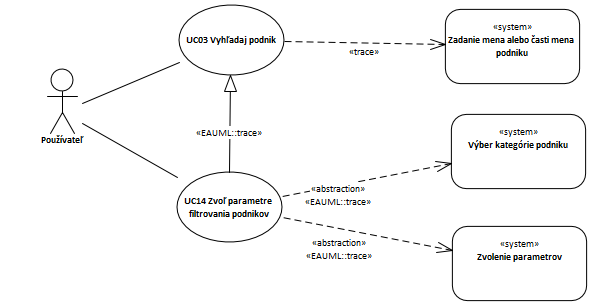 UC03 Vyhľadaj podnik
«trace»
«system»
Zadanie mena alebo časti mena
podniku
Používateľ
«EAUML::trace»
«system»
Výber kategórie podniku
UC14 Zvoľ parametre
filtrovania podnikov
«abstraction»
«EAUML::trace»
«abstraction»
«EAUML::trace»
«system»
Zvolenie parametrov